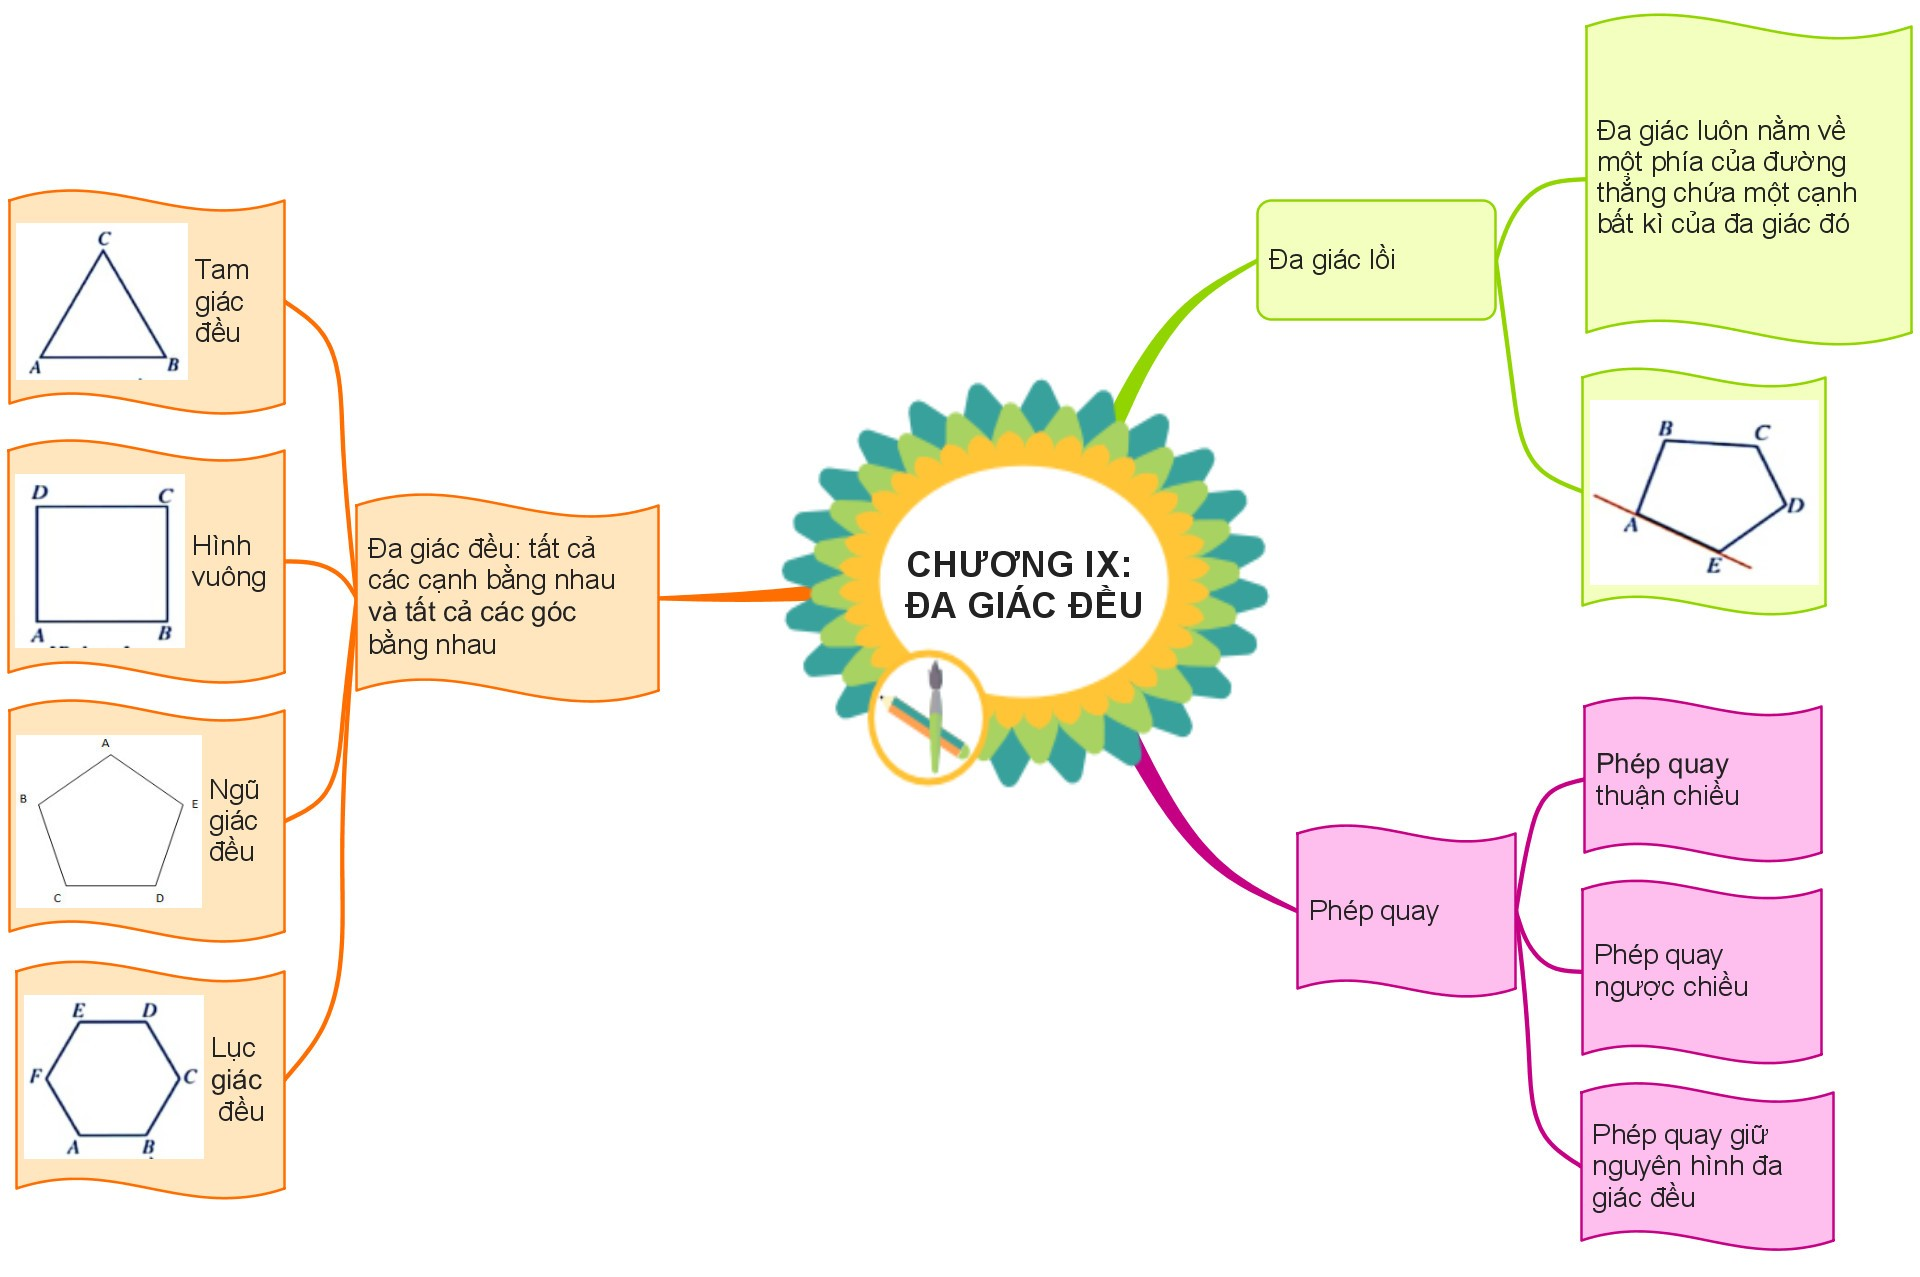 CHƯƠNG IX:
ĐA GIÁC ĐỀU
Đa giác lồi
Đa giác luôn nằm về
một phía của đường
thẳng chứa một cạnh
bất kì của đa giác đó
B
C
D
A
E
Phép quay
Phép quay
thuận chiều
Phép quay
ngược chiều
Phép quay giữ
nguyên hình đa
giác đều
Đa giác đều: tất cả
các cạnh bằng nhau
và tất cả các góc
bằng nhau
C
A
B
Tam
giác
đều
D
C
A
B
Hình
vuông
A
B
E
C
D
Ngũ
giác
đều
E
D
F
C
A
B
Lục
giác
đều